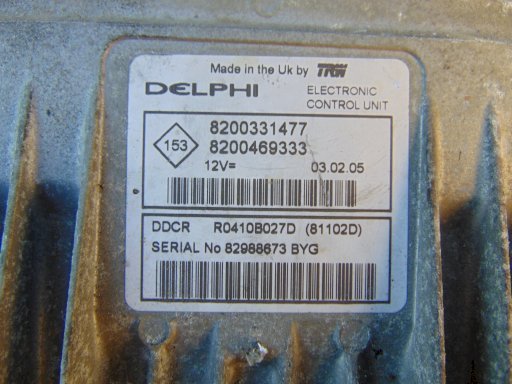 Made in the Uk by TRW
DELPHI
ELECTRONIC
CONTROL UNIT
153
8200331477
8200469333
12V=
03.02.05
DDCR R0410B027D (81102D)
SERIAL No 82988673 BYG